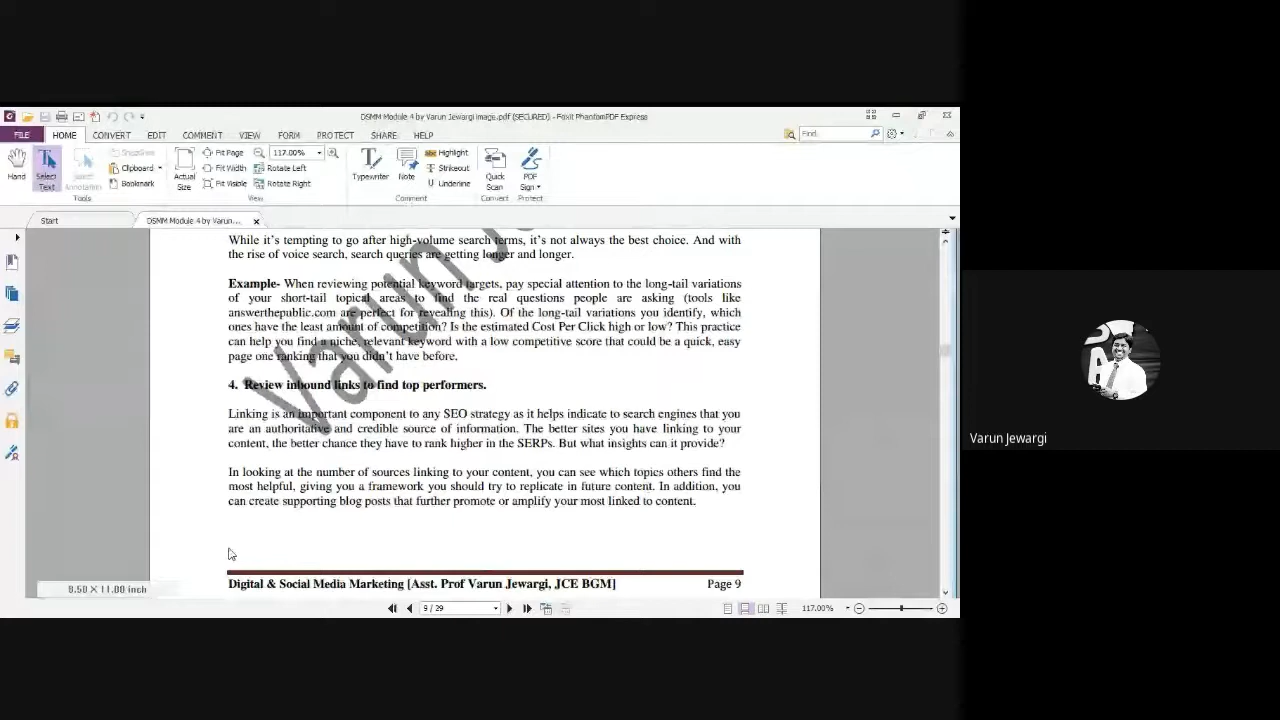 DSMM Module 4 by Varun Jewargi image.pdf (SECURED) - Foxit PhantomPDF Express
FILE HOME CONVERT EDIT COMMENT VIEW FORM PROTECT SHARE HELP Find
Hand
Select Text
Select Annotation
SnapShot
Clipboard
Bookmark
Tools
Actual Size
Fit Page
Fit Width
Fit Visible
117.00%
Rotate Left
Rotate Right
View
Typewriter
Note
Highlight
Strikeout
Underline
Comment
Quick Scan
Convert
PDF Sign
Protect
Start DSMM Module 4 by Varun...
While it's tempting to go after high-volume search terms, it's not always the best choice. And with
the rise of voice search, search queries are getting longer and longer.
Example- When reviewing potential keyword targets, pay special attention to the long-tail variations
of your short-tail topical areas to find the real questions people are asking (tools like
answerthepublic.com are perfect for revealing this). Of the long-tail variations you identify, which
ones have the least amount of competition? Is the estimated Cost Per Click high or low? This practice
can help you find a niche, relevant keyword with a low competitive score that could be a quick, easy
page one ranking that you didn't have before.
4. Review inbound links to find top performers.
Linking is an important component to any SEO strategy as it helps indicate to search engines that you
are an authoritative and credible source of information. The better sites you have linking to your
content, the better chance they have to rank higher in the SERPs. But what insights can it provide?
In looking at the number of sources linking to your content, you can see which topics others find the
most helpful, giving you a framework you should try to replicate in future content. In addition, you
can create supporting blog posts that further promote or amplify your most linked to content.
Varun
Digital & Social Media Marketing [Asst. Prof Varun Jewargi, JCE BGM] Page 9
8.50 X 11.00 inch
9 / 29
117.00%
Varun Jewargi